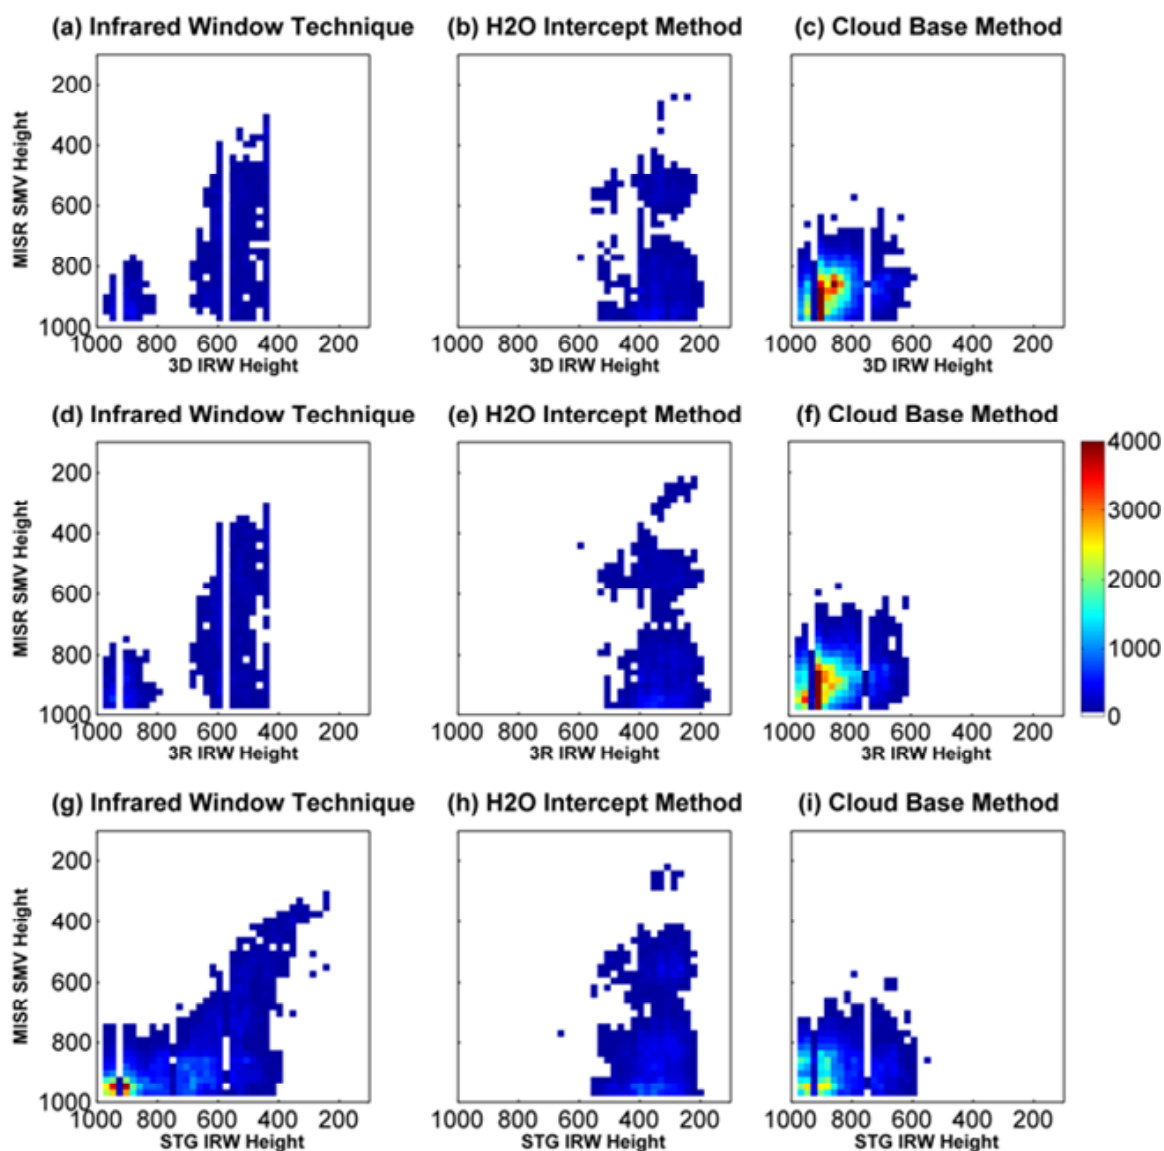 (a) Infrared Window Technique (b) H2O Intercept Method (c) Cloud Base Method
MISR SMV Height
200
400
600
800
1000
1000 800 600 400 200
3D IRW Height
1000 800 600 400 200
3D IRW Height
1000 800 600 400 200
3D IRW Height
(d) Infrared Window Technique (e) H2O Intercept Method (f) Cloud Base Method
MISR SMV Height
200
400
600
800
1000
1000 800 600 400 200
3R IRW Height
1000 800 600 400 200
3R IRW Height
1000 800 600 400 200
3R IRW Height
4000
3000
2000
1000
0
(g) Infrared Window Technique (h) H2O Intercept Method (i) Cloud Base Method
MISR SMV Height
200
400
600
800
1000
1000 800 600 400 200
STG IRW Height
1000 800 600 400 200
STG IRW Height
1000 800 600 400 200
STG IRW Height